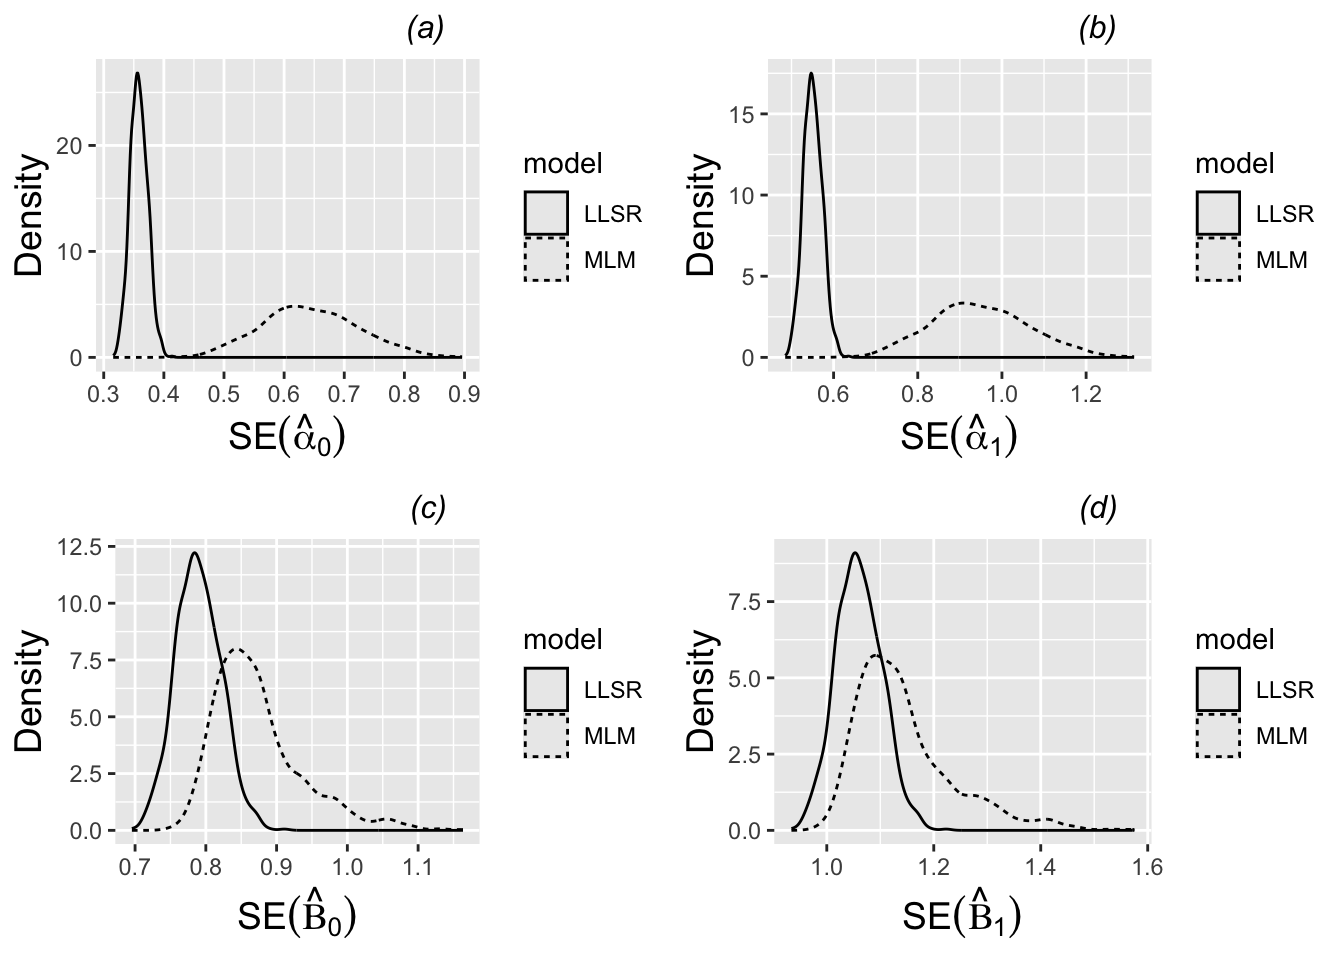 (a)
Density
20
10
0
0.3 0.4 0.5 0.6 0.7 0.8 0.9
SE(α̂₀)
model
LLSR
MLM
(b)
Density
15
10
5
0
0.6 0.8 1.0 1.2
SE(α̂₁)
model
LLSR
MLM
(c)
Density
12.5
10.0
7.5
5.0
2.5
0.0
0.7 0.8 0.9 1.0 1.1
SE(B̂₀)
model
LLSR
MLM
(d)
Density
7.5
5.0
2.5
0.0
1.0 1.2 1.4 1.6
SE(B̂₁)
model
LLSR
MLM